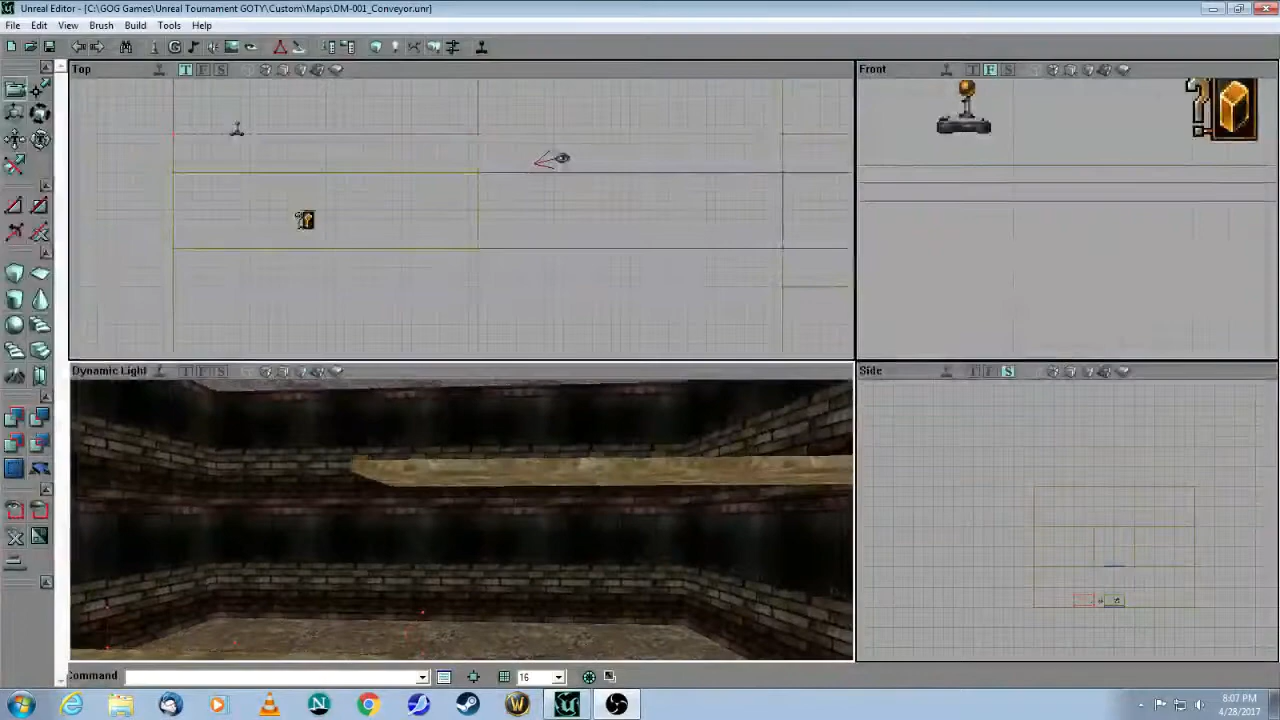 Unreal Editor - [C:\GOG Games\Unreal Tournament GOTY\Custom\Maps\DM-001_Conveyor.unr]
File Edit View Brush Build Tools Help
Top T F S
Front T F S
Dynamic Light T F S
Side T F S
Command 16
8:07 PM
4/28/2017